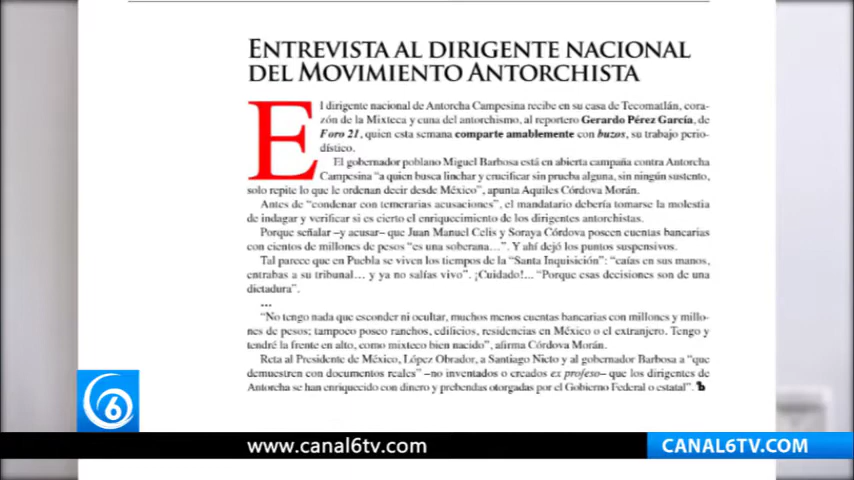 ENTREVISTA AL DIRIGENTE NACIONAL
DEL MOVIMIENTO ANTORCHISTA
El dirigente nacional de Antorcha Campesina recibe en su casa de Tecomatlán, cora-
zón de la Mixteca y cuna del antorchismo, al reportero Gerardo Pérez García, de
Foro 21, quien esta semana comparte amablemente con buzos, su trabajo perio-
dístico.
El gobernador poblano Miguel Barbosa está en abierta campaña contra Antorcha
Campesina “a quien busca linchar y crucificar sin prueba alguna, sin ningún sustento,
solo repite lo que le ordenan decir desde México”, apunta Aquiles Córdova Morán.
Antes de “condenar con temerarias acusaciones”, el mandatario debería tomarse la molestia
de indagar y verificar si es cierto el enriquecimiento de los dirigentes antorchistas.
Porque señalar –y acusar– que Juan Manuel Celis y Soraya Córdova poseen cuentas bancarias
con cientos de millones de pesos “es una soberana…”. Y ahí dejó los puntos suspensivos.
Tal parece que en Puebla se viven los tiempos de la “Santa Inquisición”: “caías en sus manos,
entrabas a su tribunal… y ya no salías vivo”. ¡Cuidado!... “Porque esas decisiones son de una
dictadura”.
...
“No tengo nada que esconder ni ocultar, muchos menos cuentas bancarias con millones y millo-
nes de pesos; tampoco poseo ranchos, edificios, residencias en México o el extranjero. Tengo y
tendré la frente en alto, como mixteco bien nacido”, afirma Córdova Morán.
Reta al Presidente de México, López Obrador, a Santiago Nieto y al gobernador Barbosa a “que
demuestren con documentos reales” –no inventados o creados ex profeso– que los dirigentes de
Antorcha se han enriquecido con dinero y prebendas otorgadas por el Gobierno Federal o estatal”. b
6
www.canal6tv.com
CANAL6TV.COM